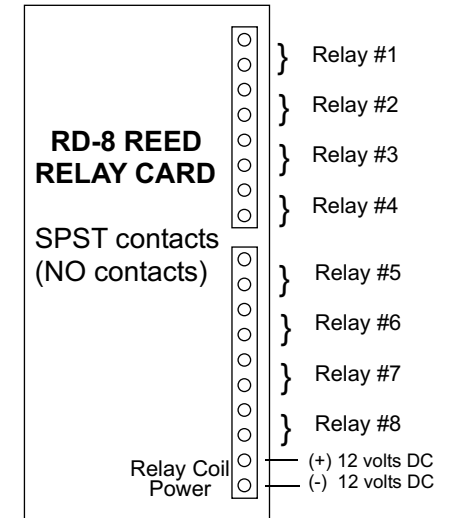 RD-8 REED
RELAY CARD
SPST contacts
(NO contacts)
} Relay #1
} Relay #2
} Relay #3
} Relay #4
} Relay #5
} Relay #6
} Relay #7
} Relay #8
Relay Coil
Power
(+) 12 volts DC
(-) 12 volts DC